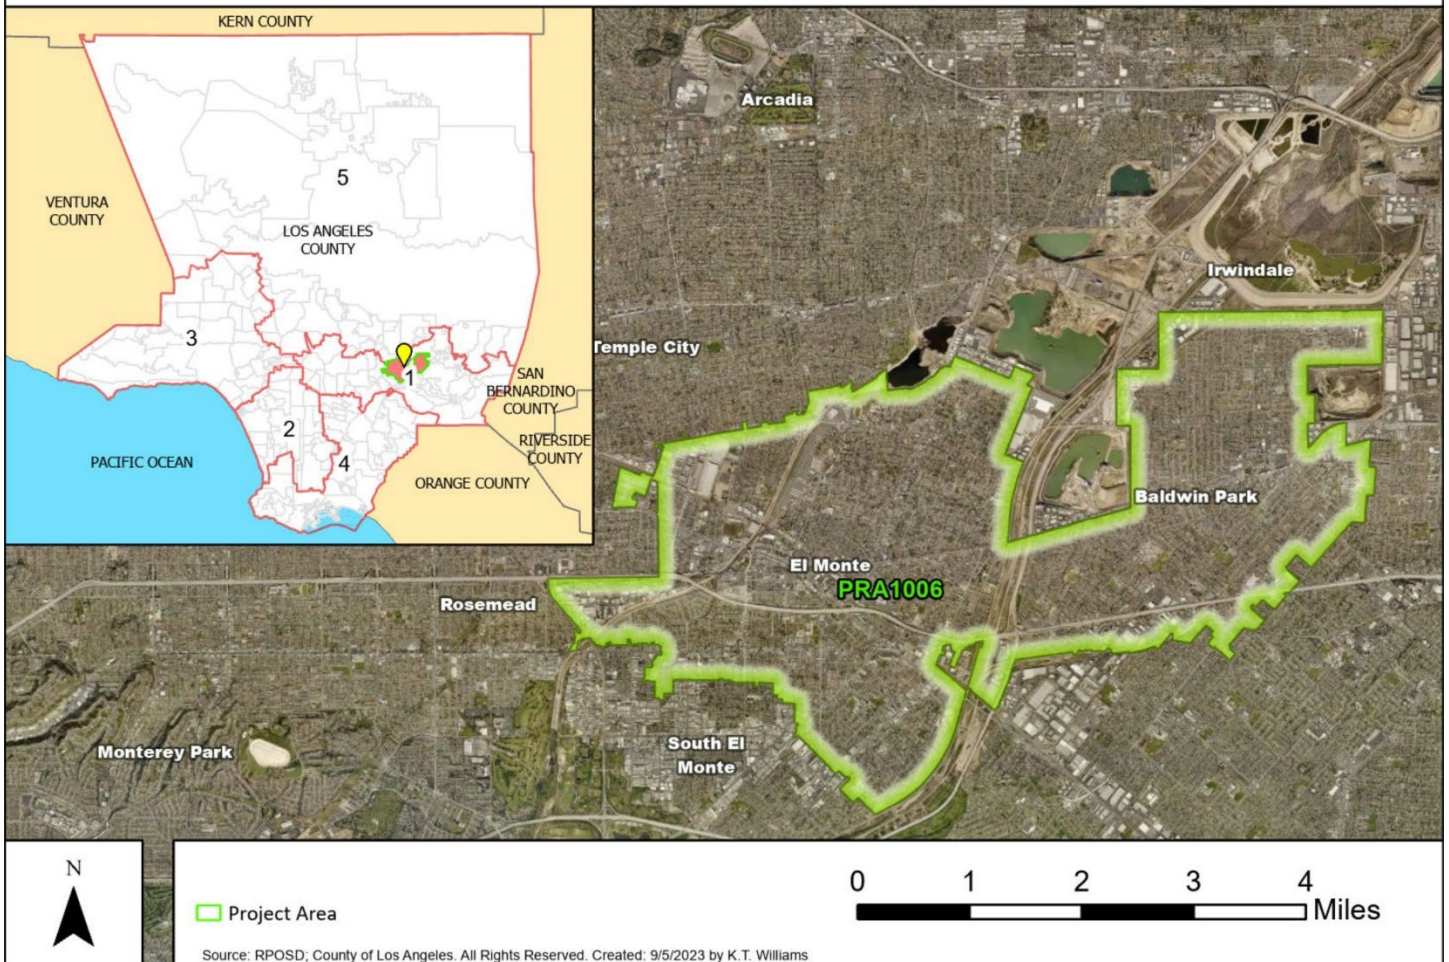 KERN COUNTY
5
VENTURA
COUNTY
LOS ANGELES
COUNTY
3
1
SAN
BERNARDINO
COUNTY
2
RIVERSIDE
COUNTY
4
PACIFIC OCEAN
ORANGE COUNTY
Arcadia
Irwindale
Temple City
Baldwin Park
El Monte
PRA1006
Rosemead
South El
Monte
Monterey Park
N
Project Area
0 1 2 3 4
Miles
Source: RPOSD; County of Los Angeles. All Rights Reserved. Created: 9/5/2023 by K.T. Williams